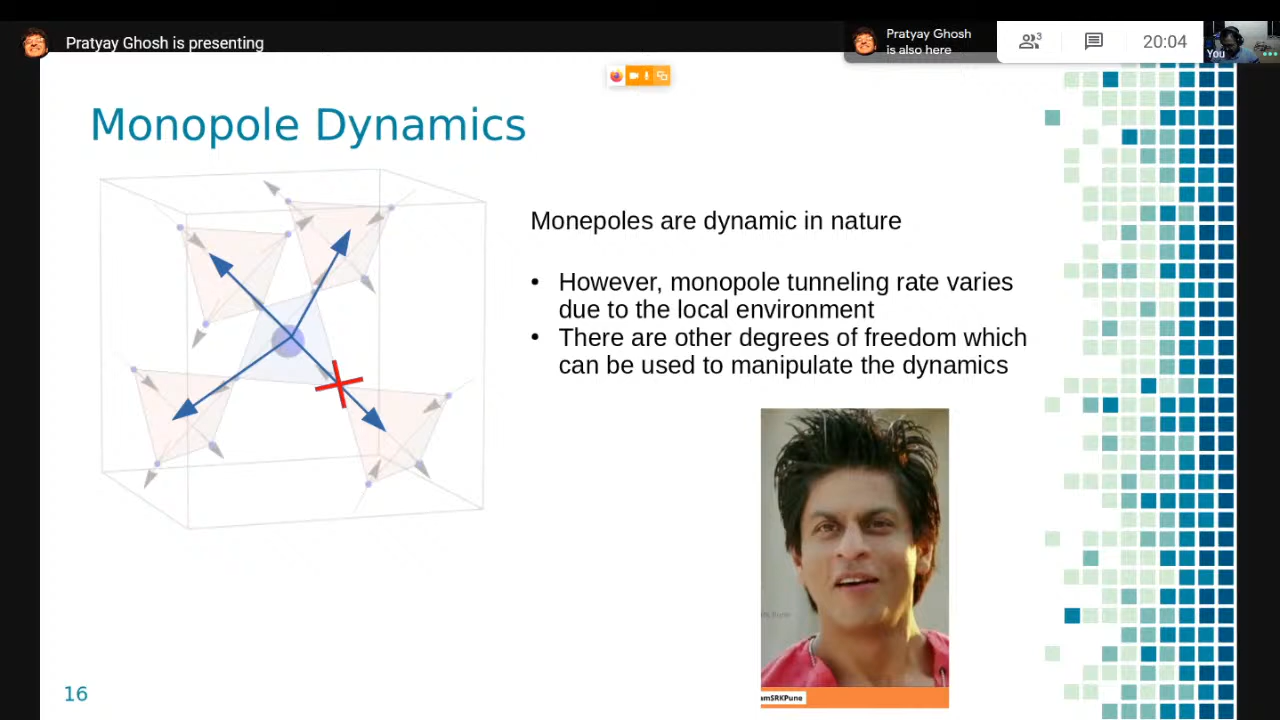 Pratyay Ghosh is presenting
Pratyay Ghosh
is also here
3
20:04
You
Monopole Dynamics
Monepoles are dynamic in nature
• However, monopole tunneling rate varies
due to the local environment
• There are other degrees of freedom which
can be used to manipulate the dynamics
amSRKPune
16